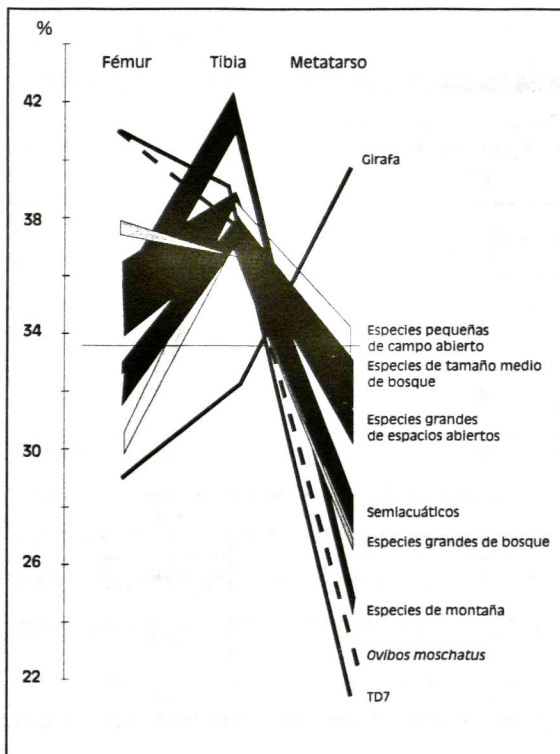 %
Fémur Tibia Metatarso
42
Girafa
38
34
Especies pequeñas
de campo abierto
Especies de tamaño medio
de bosque
Especies grandes
de espacios abiertos
30
Semiacuáticos
Especies grandes de bosque
26
Especies de montaña
Ovibos moschatus
22
TD7